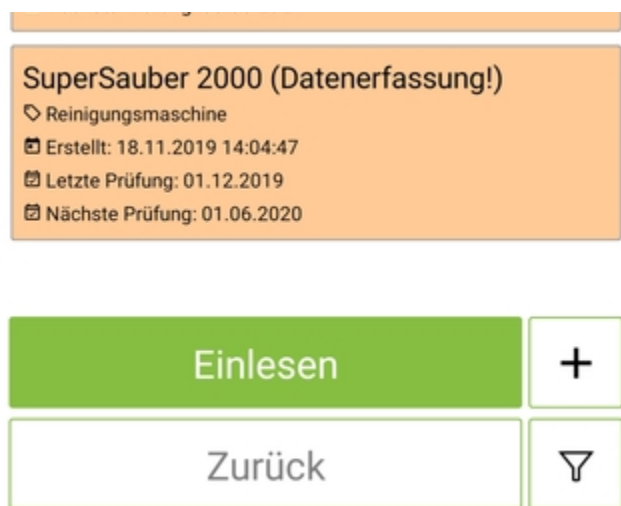 SuperSauber 2000 (Datenerfassung!)
Reinigungsmaschine
Erstellt: 18.11.2019 14:04:47
Letzte Prüfung: 01.12.2019
Nächste Prüfung: 01.06.2020
Einlesen
+
Zurück